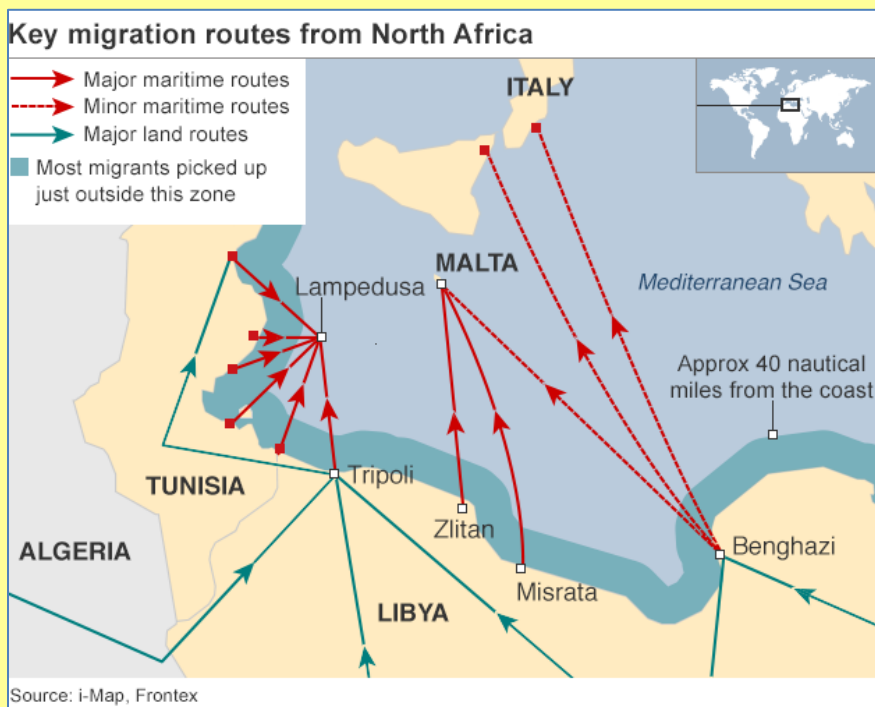 Key migration routes from North Africa
Major maritime routes
Minor maritime routes
Major land routes
Most migrants picked up
just outside this zone
ITALY
MALTA
Lampedusa
Mediterranean Sea
Approx 40 nautical
miles from the coast
TUNISIA
Tripoli
Zlitan
Benghazi
ALGERIA
Misrata
LIBYA
Source: i-Map, Frontex